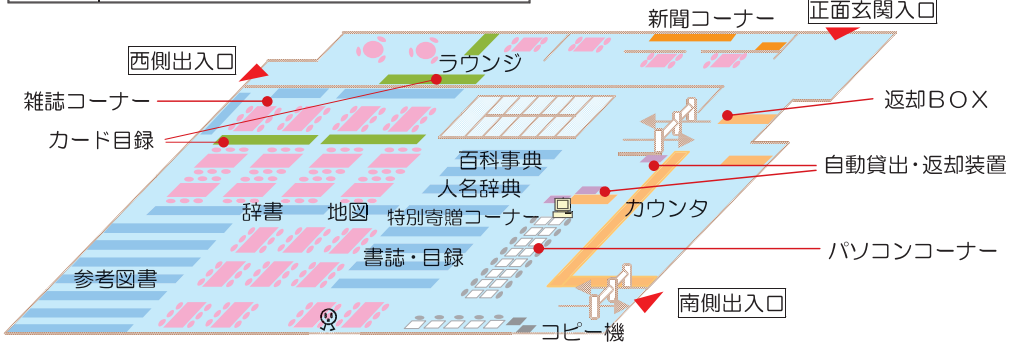 新聞コーナー
正面玄関入口
西側出入口
ラウンジ
雑誌コーナー
返却ＢＯＸ
カード目録
百科事典
自動貸出・返却装置
人名辞典
辞書
地図
特別寄贈コーナー
カウンタ
書誌・目録
パソコンコーナー
参考図書
南側出入口
コピー機